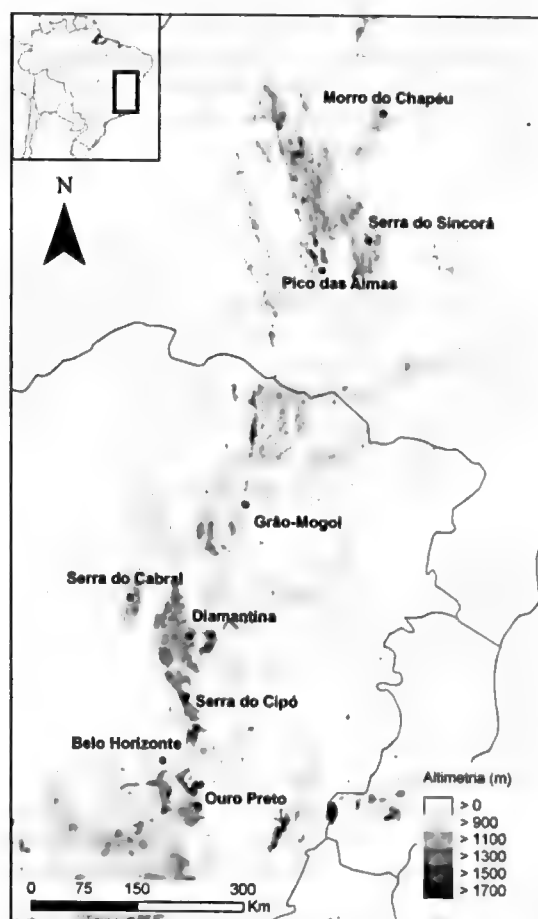 Morro do Chapéu
N
Serra do Sincorá
Pico das Almas
Grão-Mogol
Serra do Cabral
Diamantina
Serra do Cipó
Belo Horizonte
Ouro Preto
Altimetria (m)
> 0
> 900
> 1100
> 1300
> 1500
> 1700
0 75 150 300
Km